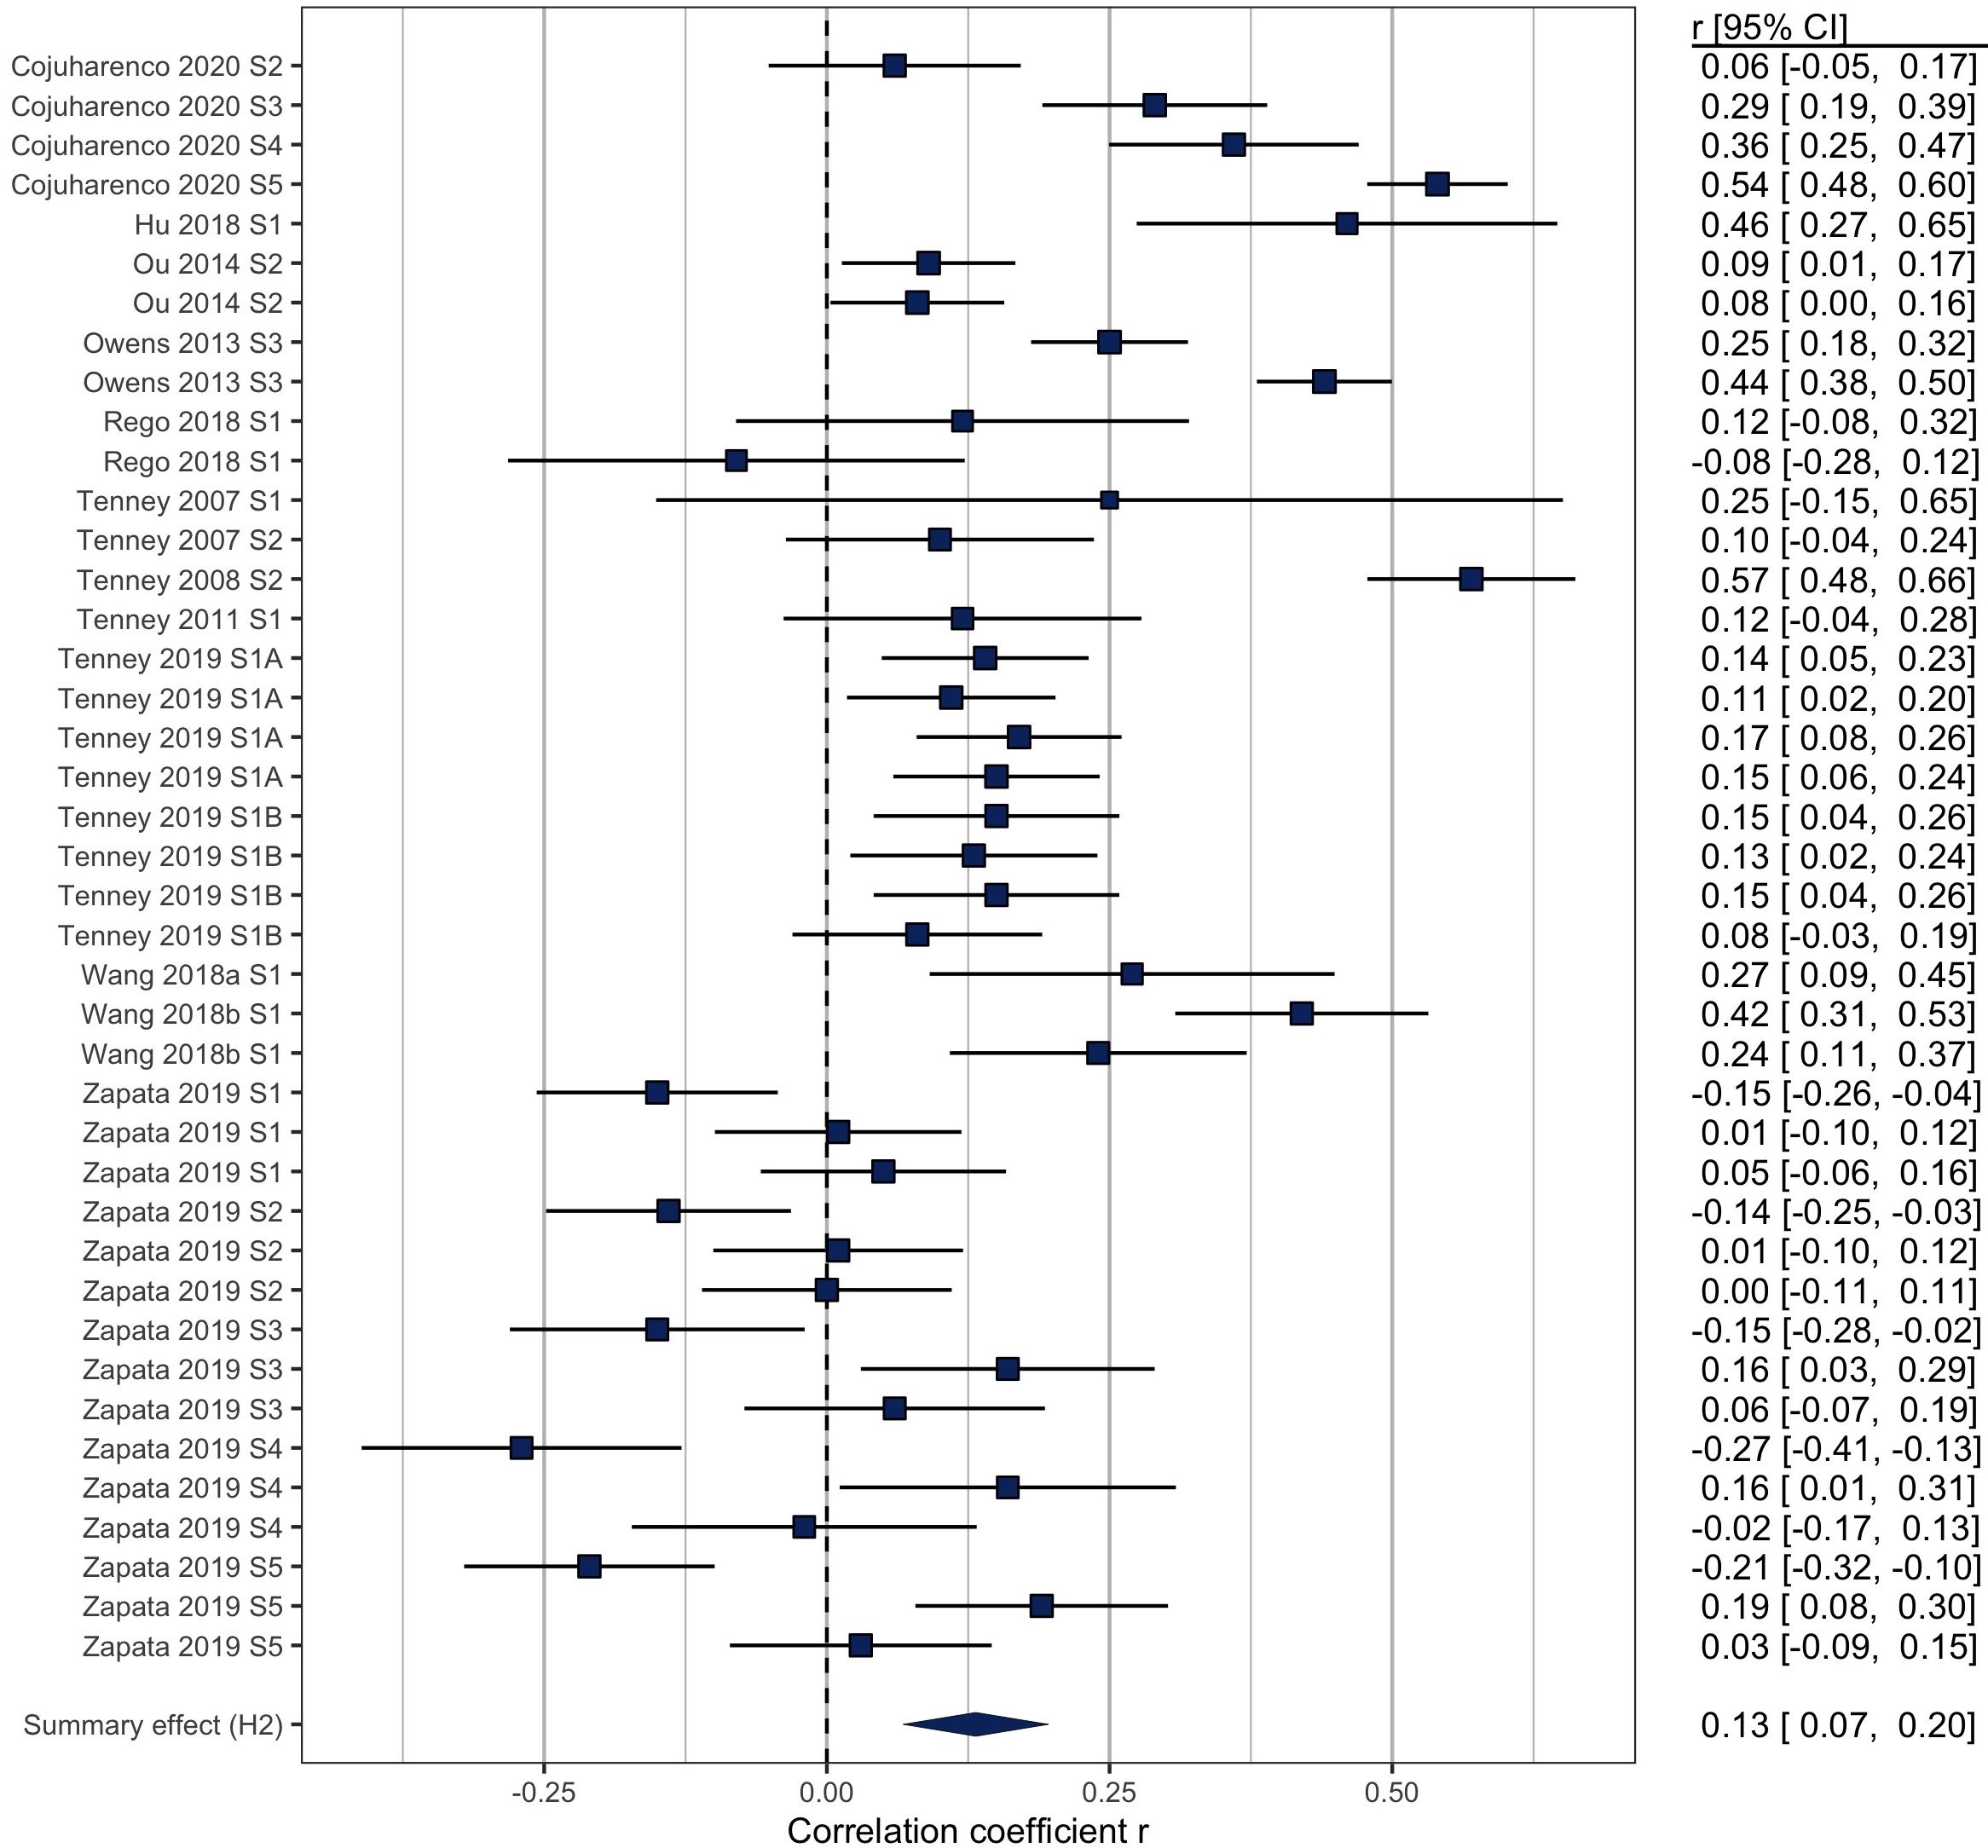 r [95% CI]
Cojuharenco 2020 S2 0.06 [-0.05, 0.17]
Cojuharenco 2020 S3 0.29 [ 0.19, 0.39]
Cojuharenco 2020 S4 0.36 [ 0.25, 0.47]
Cojuharenco 2020 S5 0.54 [ 0.48, 0.60]
Hu 2018 S1 0.46 [ 0.27, 0.65]
Ou 2014 S2 0.09 [ 0.01, 0.17]
Ou 2014 S2 0.08 [ 0.00, 0.16]
Owens 2013 S3 0.25 [ 0.18, 0.32]
Owens 2013 S3 0.44 [ 0.38, 0.50]
Rego 2018 S1 0.12 [-0.08, 0.32]
Rego 2018 S1 -0.08 [-0.28, 0.12]
Tenney 2007 S1 0.25 [-0.15, 0.65]
Tenney 2007 S2 0.10 [-0.04, 0.24]
Tenney 2008 S2 0.57 [ 0.48, 0.66]
Tenney 2011 S1 0.12 [-0.04, 0.28]
Tenney 2019 S1A 0.14 [ 0.05, 0.23]
Tenney 2019 S1A 0.11 [ 0.02, 0.20]
Tenney 2019 S1A 0.17 [ 0.08, 0.26]
Tenney 2019 S1A 0.15 [ 0.06, 0.24]
Tenney 2019 S1B 0.15 [ 0.04, 0.26]
Tenney 2019 S1B 0.13 [ 0.02, 0.24]
Tenney 2019 S1B 0.15 [ 0.04, 0.26]
Tenney 2019 S1B 0.08 [-0.03, 0.19]
Wang 2018a S1 0.27 [ 0.09, 0.45]
Wang 2018b S1 0.42 [ 0.31, 0.53]
Wang 2018b S1 0.24 [ 0.11, 0.37]
Zapata 2019 S1 -0.15 [-0.26, -0.04]
Zapata 2019 S1 0.01 [-0.10, 0.12]
Zapata 2019 S1 0.05 [-0.06, 0.16]
Zapata 2019 S2 -0.14 [-0.25, -0.03]
Zapata 2019 S2 0.01 [-0.10, 0.12]
Zapata 2019 S2 0.00 [-0.11, 0.11]
Zapata 2019 S3 -0.15 [-0.28, -0.02]
Zapata 2019 S3 0.16 [ 0.03, 0.29]
Zapata 2019 S3 0.06 [-0.07, 0.19]
Zapata 2019 S4 -0.27 [-0.41, -0.13]
Zapata 2019 S4 0.16 [ 0.01, 0.31]
Zapata 2019 S4 -0.02 [-0.17, 0.13]
Zapata 2019 S5 -0.21 [-0.32, -0.10]
Zapata 2019 S5 0.19 [ 0.08, 0.30]
Zapata 2019 S5 0.03 [-0.09, 0.15]
Summary effect (H2) 0.13 [ 0.07, 0.20]
-0.25 0.00 0.25 0.50
Correlation coefficient r